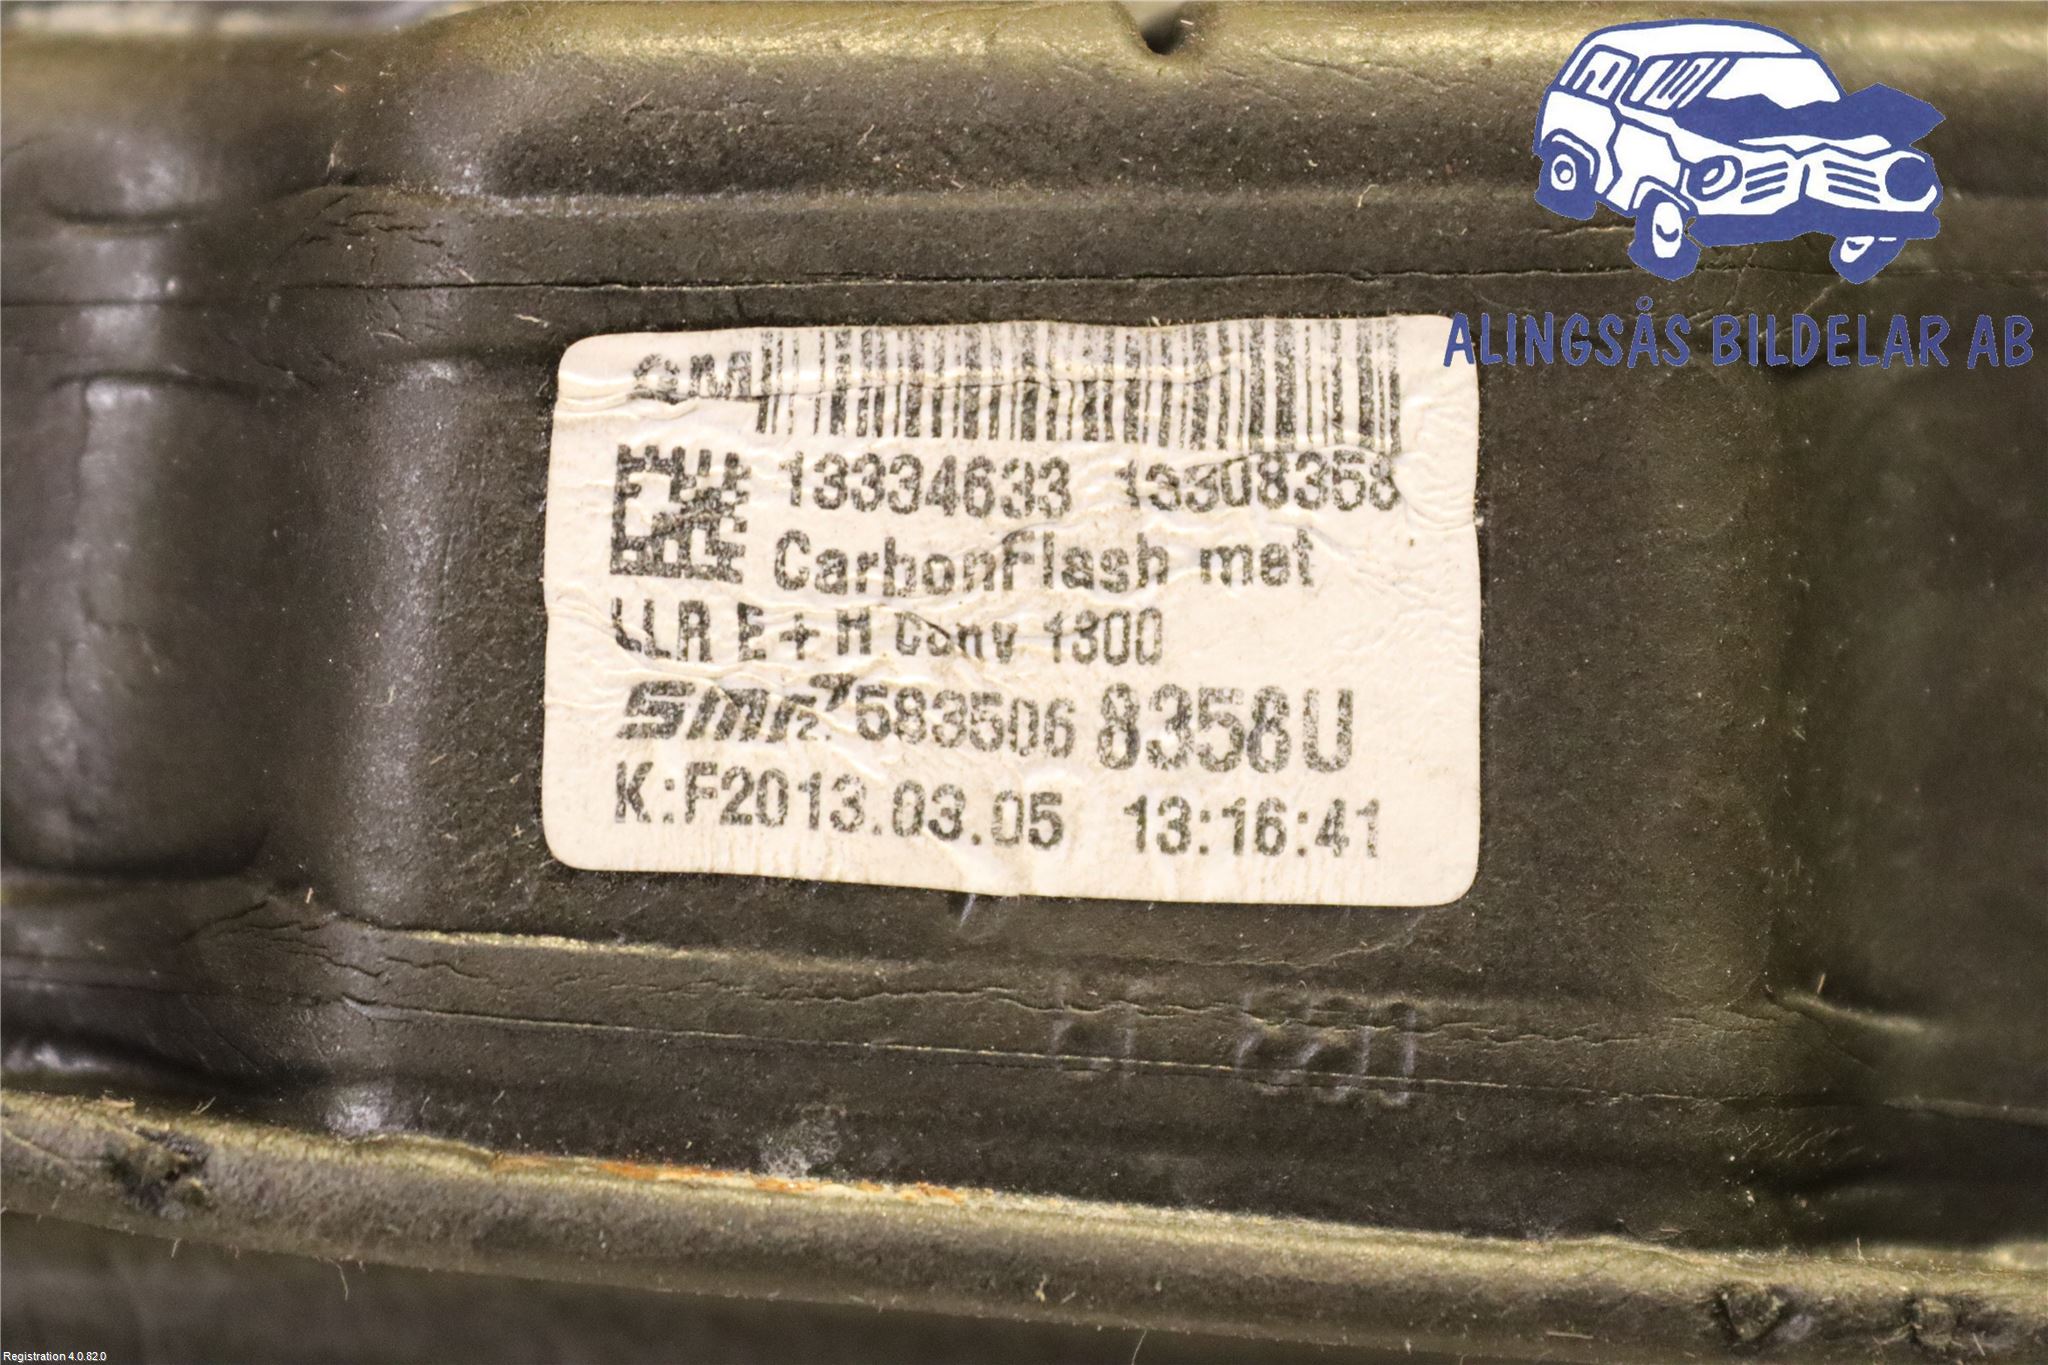 ALINGSÅS BILDELAR AB
GM
13334633 13308358
CarbonFlash met
LLR E+H Conv 1300
SMR 583506 8358U
K:F2013.03.05 13:16:41
Registration 4.0.82.0